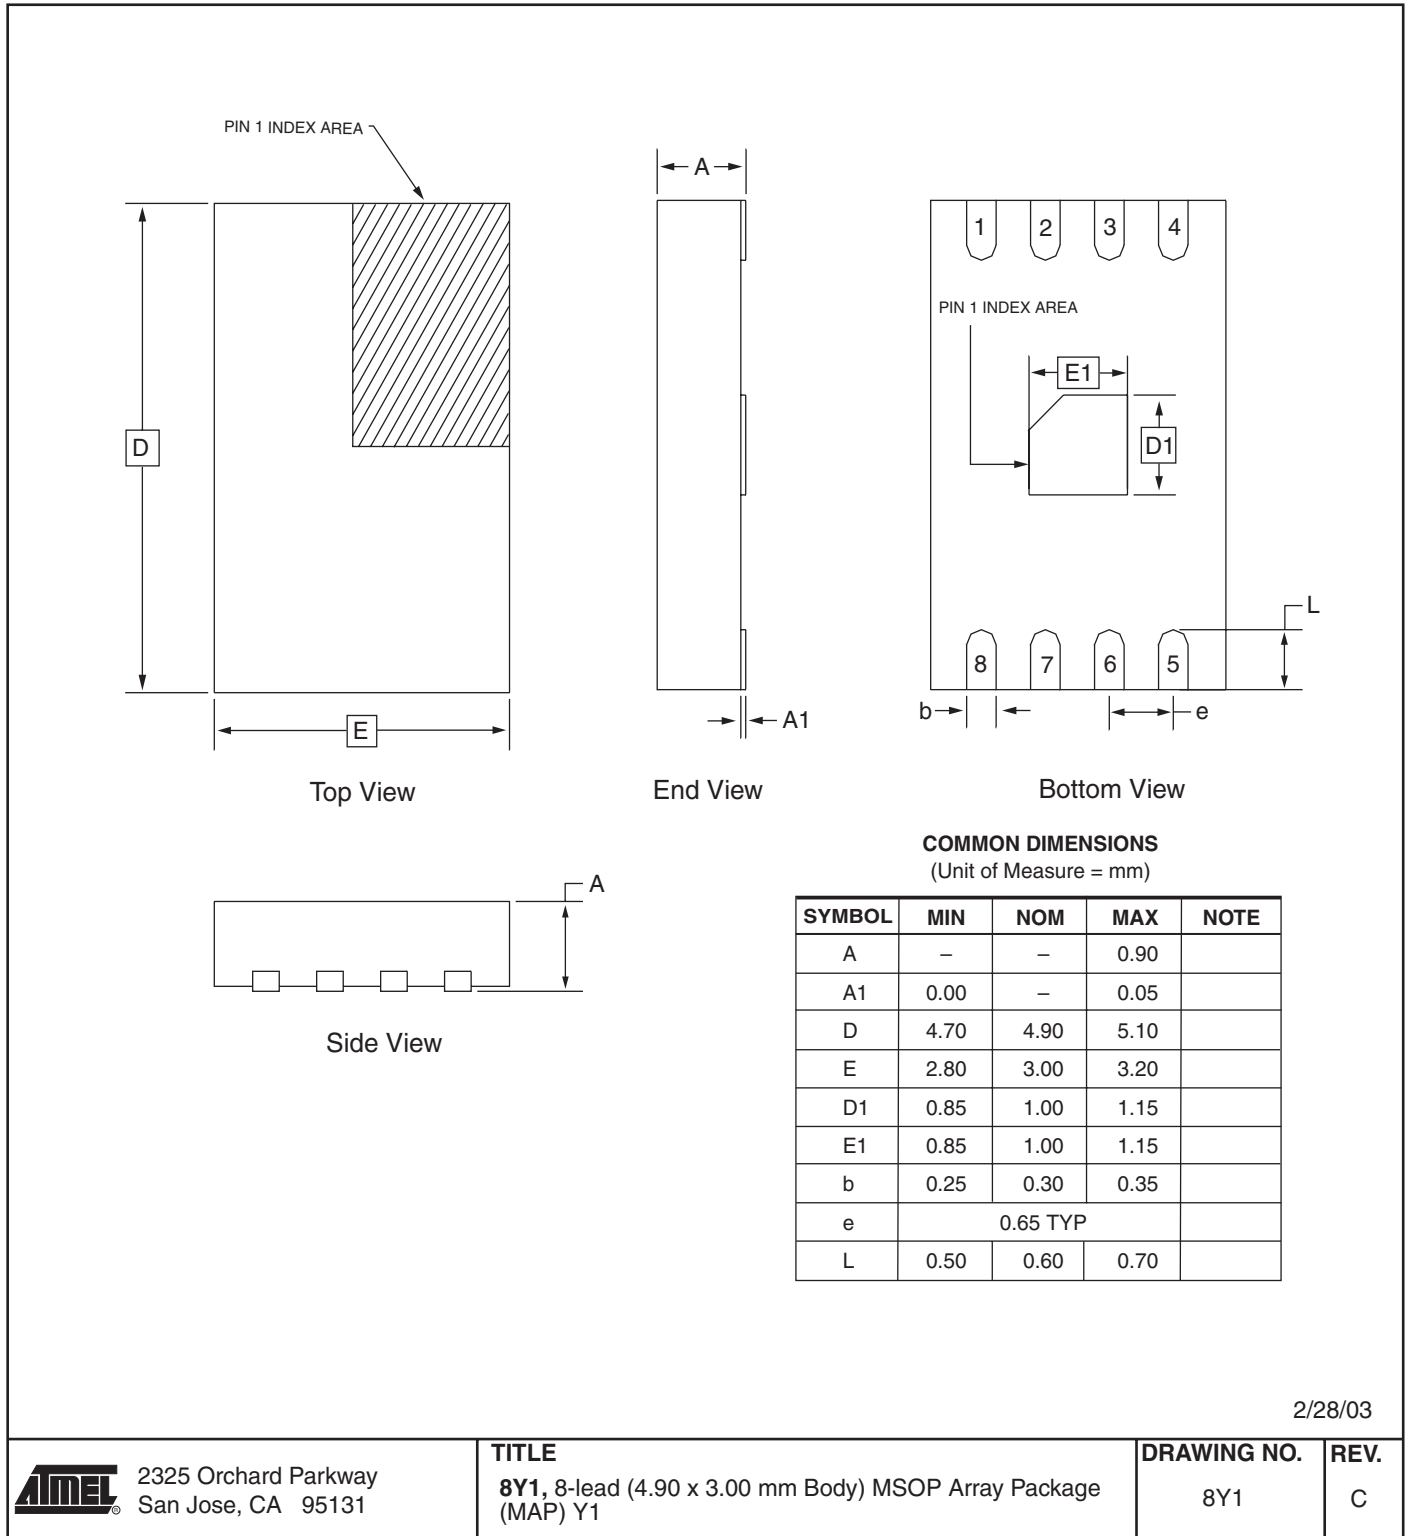 PIN 1 INDEX AREA
A
1 2 3 4
PIN 1 INDEX AREA
E1
D
D1
L
8 7 6 5
E
A1
b
e
Top View
End View
Bottom View
COMMON DIMENSIONS
(Unit of Measure = mm)
A
Side View
SYMBOL MIN NOM MAX NOTE
A – – 0.90
A1 0.00 – 0.05
D 4.70 4.90 5.10
E 2.80 3.00 3.20
D1 0.85 1.00 1.15
E1 0.85 1.00 1.15
b 0.25 0.30 0.35
e 0.65 TYP
L 0.50 0.60 0.70
2/28/03
ATMEL ®
2325 Orchard Parkway
San Jose, CA 95131
TITLE
8Y1, 8-lead (4.90 x 3.00 mm Body) MSOP Array Package
(MAP) Y1
DRAWING NO.
8Y1
REV.
C